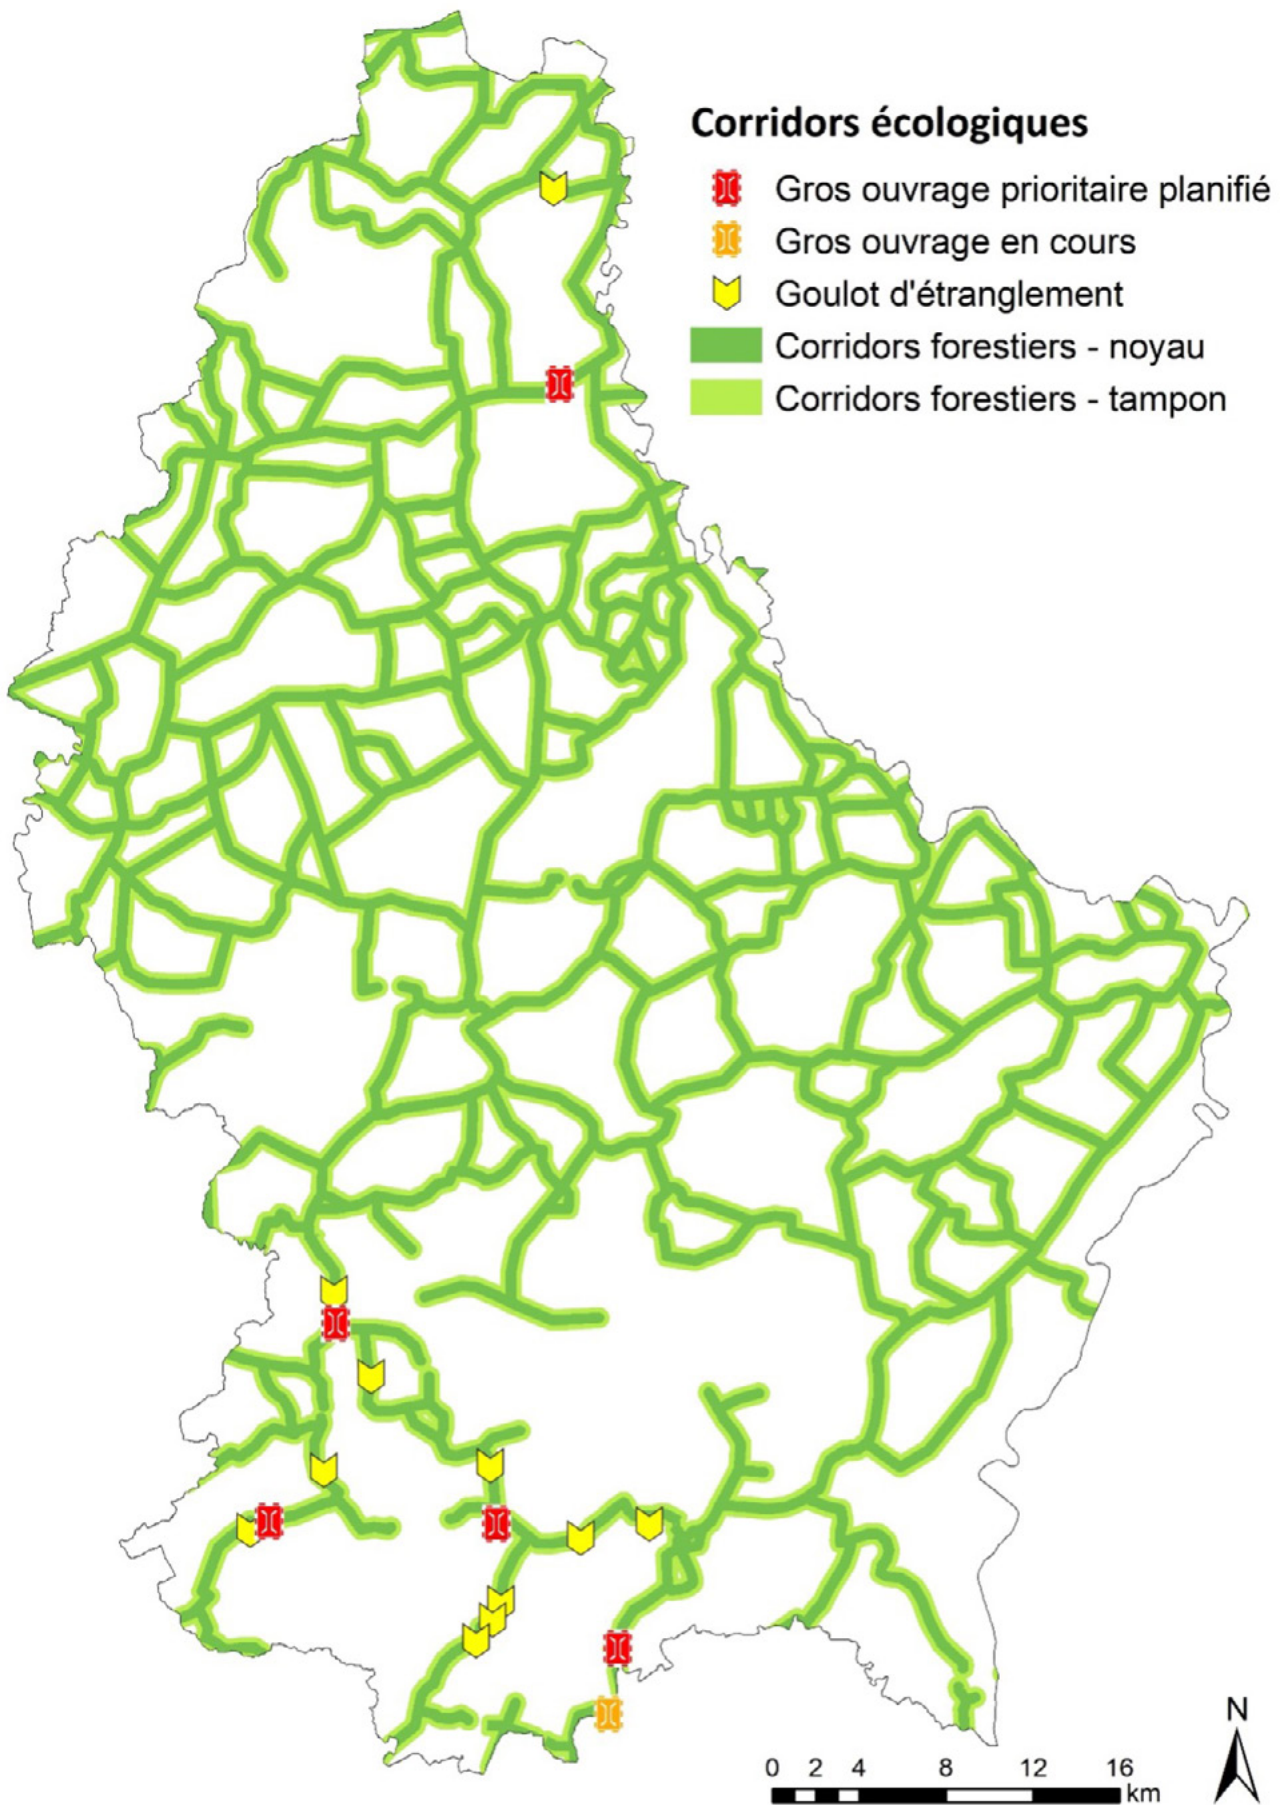 Corridors écologiques
Gros ouvrage prioritaire planifié
Gros ouvrage en cours
Goulot d'étranglement
Corridors forestiers - noyau
Corridors forestiers - tampon
N
0 2 4 8 12 16
km